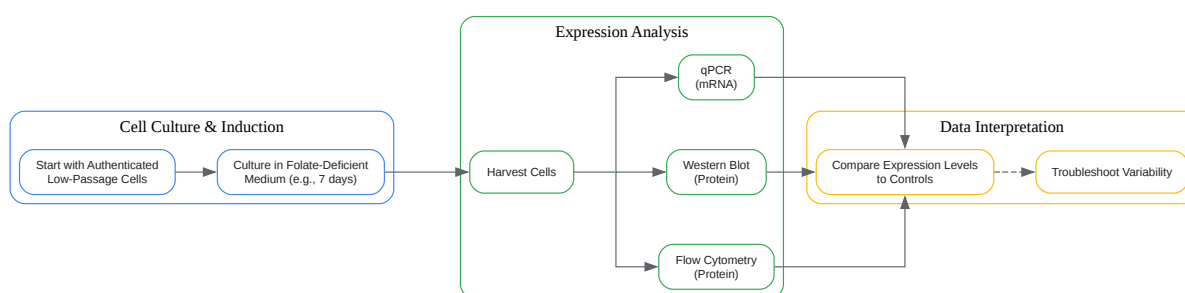 Cell Culture & Induction
Start with Authenticated
Low-Passage Cells
Culture in Folate-Deficient
Medium (e.g., 7 days)
Expression Analysis
Harvest Cells
qPCR
(mRNA)
Western Blot
(Protein)
Flow Cytometry
(Protein)
Data Interpretation
Compare Expression Levels
to Controls
Troubleshoot Variability